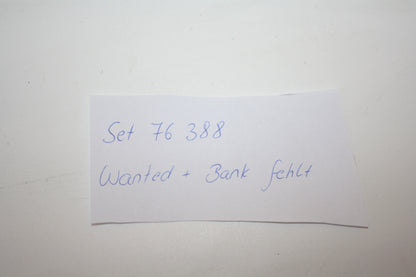 Set 76 388
Wanted + Bank fehlt